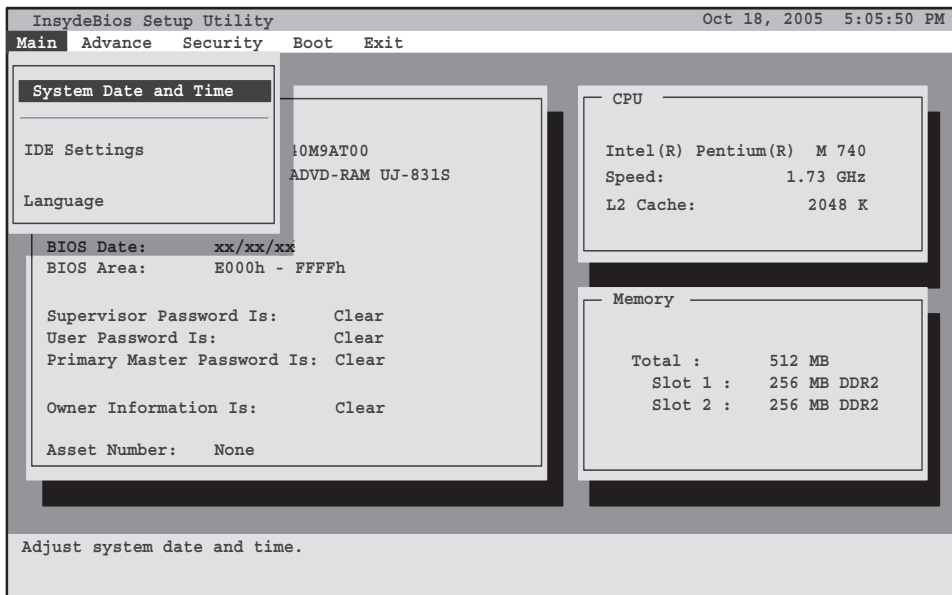 InsydeBios Setup Utility Oct 18, 2005 5:05:50 PM
Main Advance Security Boot Exit
System Date and Time
IDE Settings
Language
40M9AT00
ADVD-RAM UJ-831S
BIOS Date: xx/xx/xx
BIOS Area: E000h - FFFFh
Supervisor Password Is: Clear
User Password Is: Clear
Primary Master Password Is: Clear
Owner Information Is: Clear
Asset Number: None
CPU
Intel(R) Pentium(R) M 740
Speed: 1.73 GHz
L2 Cache: 2048 K
Memory
Total : 512 MB
Slot 1 : 256 MB DDR2
Slot 2 : 256 MB DDR2
Adjust system date and time.